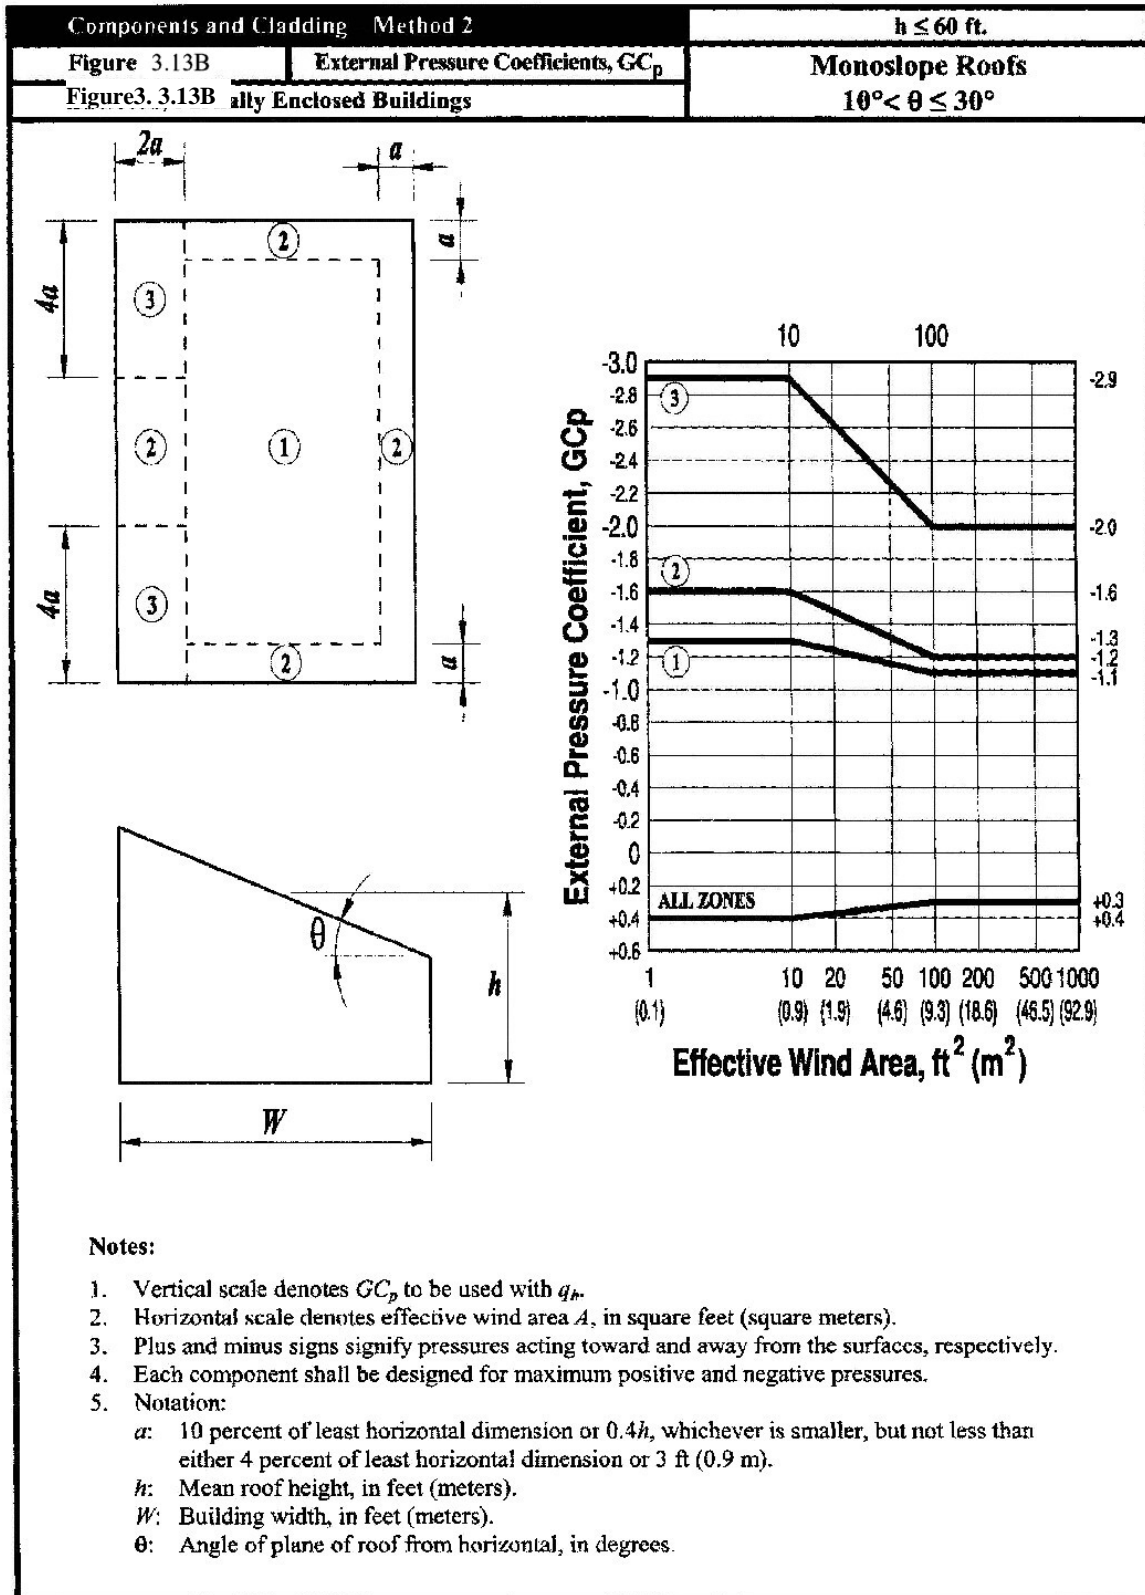 Components and Cladding   Method 2
h ≤ 60 ft.
Figure 3.13B
External Pressure Coefficients, GCp
Monoslope Roofs
10°< θ ≤ 30°
Figure3. 3.13B
ally Enclosed Buildings
2a
a
a
4a
4a
a
2
3
2
1
2
3
2
θ
h
W
10 100
-3.0
-2.8
-2.6
-2.4
-2.2
-2.0
-1.8
-1.6
-1.4
-1.2
-1.0
-0.8
-0.6
-0.4
-0.2
0
+0.2
+0.4
+0.6
External Pressure Coefficient, GCp
3
2
1
ALL ZONES
-2.9
-2.0
-1.6
-1.3
-1.2
-1.1
+0.3
+0.4
1 10 20 50 100 200 500 1000
(0.1) (0.9) (1.9) (4.6) (9.3) (18.6) (46.5) (92.9)
Effective Wind Area, ft² (m²)
Notes:
1. Vertical scale denotes GCp to be used with qh.
2. Horizontal scale denotes effective wind area A, in square feet (square meters).
3. Plus and minus signs signify pressures acting toward and away from the surfaces, respectively.
4. Each component shall be designed for maximum positive and negative pressures.
5. Notation:
a: 10 percent of least horizontal dimension or 0.4h, whichever is smaller, but not less than
either 4 percent of least horizontal dimension or 3 ft (0.9 m).
h: Mean roof height, in feet (meters).
W: Building width, in feet (meters).
θ: Angle of plane of roof from horizontal, in degrees.